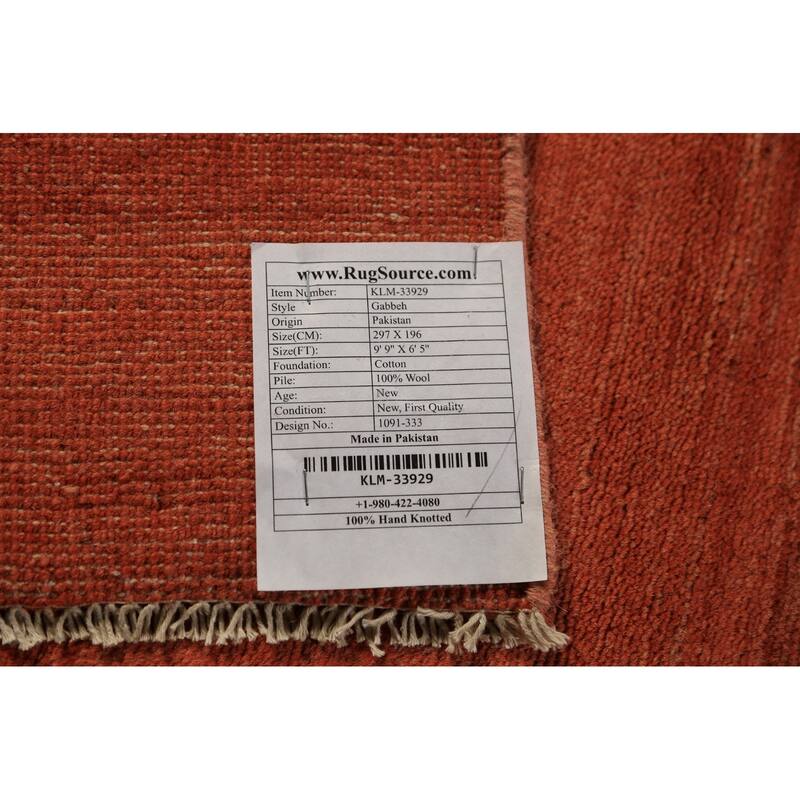 www.RugSource.com
Item Number: KLM-33929
Style Gabbeh
Origin Pakistan
Size(CM): 297 X 196
Size(FT): 9' 9" X 6' 5"
Foundation: Cotton
Pile: 100% Wool
Age: New
Condition: New, First Quality
Design No.: 1091-333
Made in Pakistan
KLM-33929
+1-980-422-4080
100% Hand Knotted